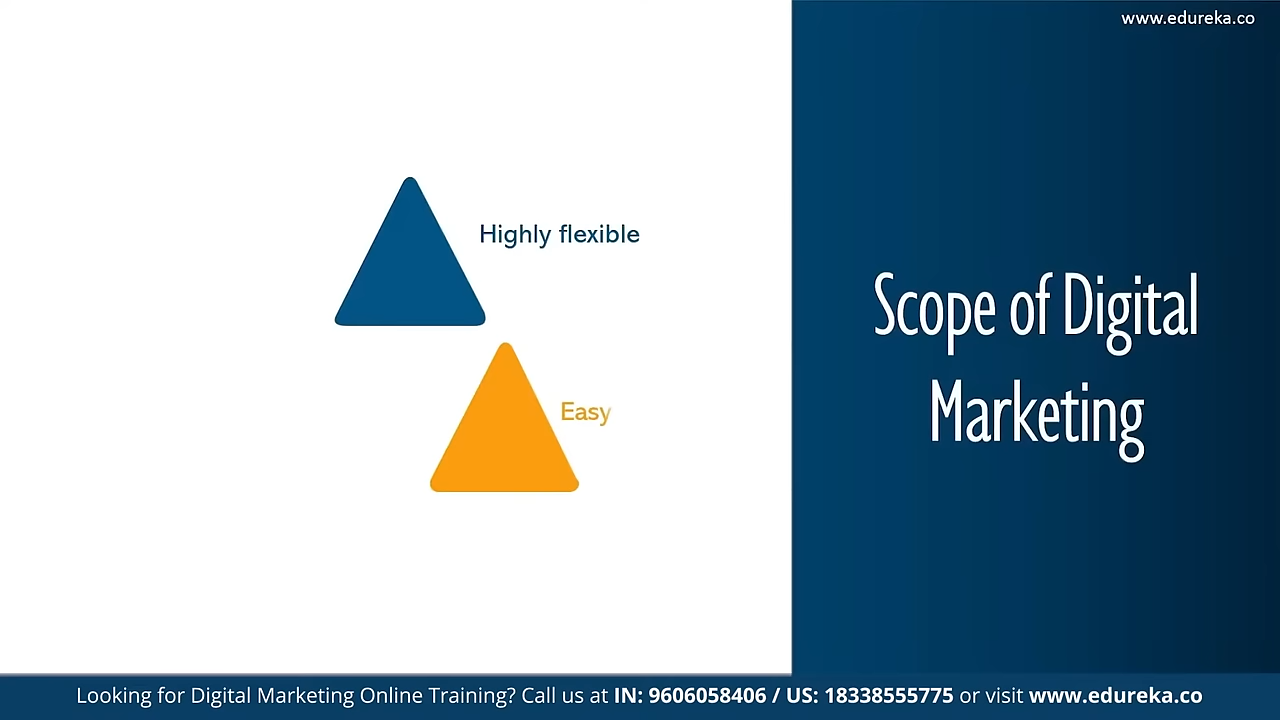 www.edureka.co
Highly flexible
Easy
Scope of Digital
Marketing
Looking for Digital Marketing Online Training? Call us at IN: 9606058406 / US: 18338555775 or visit www.edureka.co